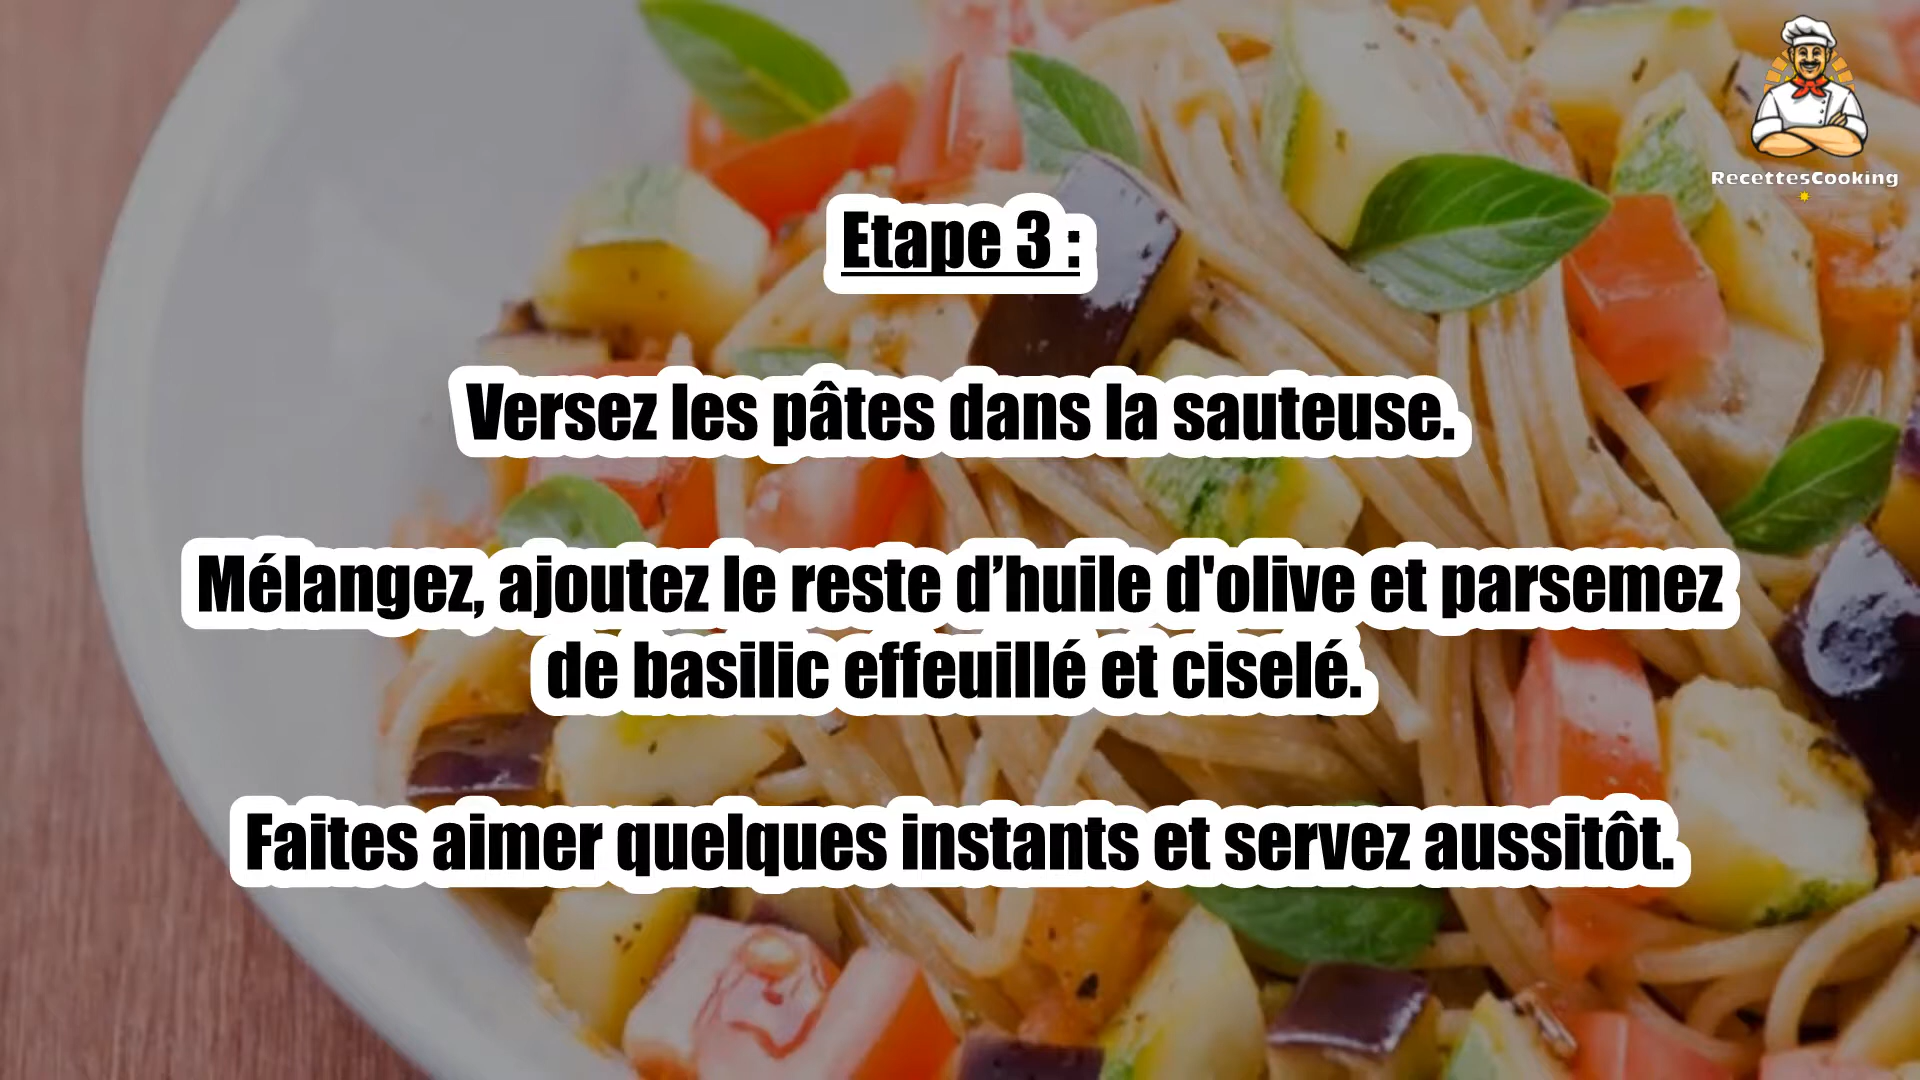 RecettesCooking
Etape 3 :
Versez les pâtes dans la sauteuse.
Mélangez, ajoutez le reste d’huile d'olive et parsemez
de basilic effeuillé et ciselé.
Faites aimer quelques instants et servez aussitôt.